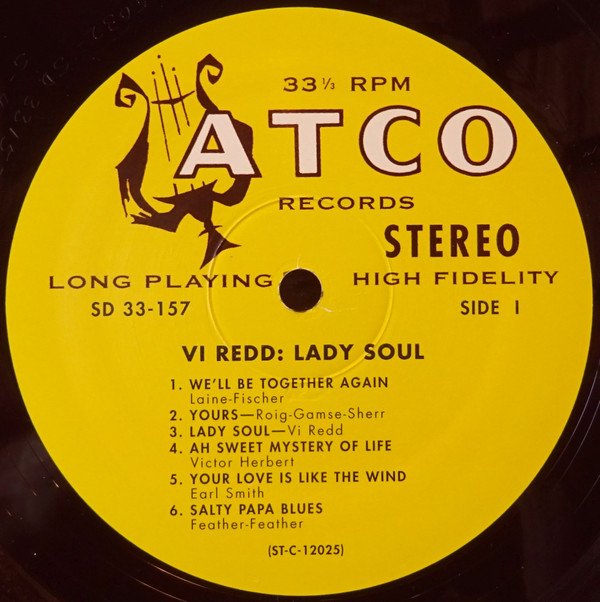 33 ⅓ RPM
ATCO
RECORDS
STEREO
LONG PLAYING HIGH FIDELITY
SD 33-157 SIDE 1
VI REDD: LADY SOUL
1. WE'LL BE TOGETHER AGAIN
Laine-Fischer
2. YOURS—Roig-Gamse-Sherr
3. LADY SOUL—Vi Redd
4. AH SWEET MYSTERY OF LIFE
Victor Herbert
5. YOUR LOVE IS LIKE THE WIND
Earl Smith
6. SALTY PAPA BLUES
Feather-Feather
(ST-C-12025)